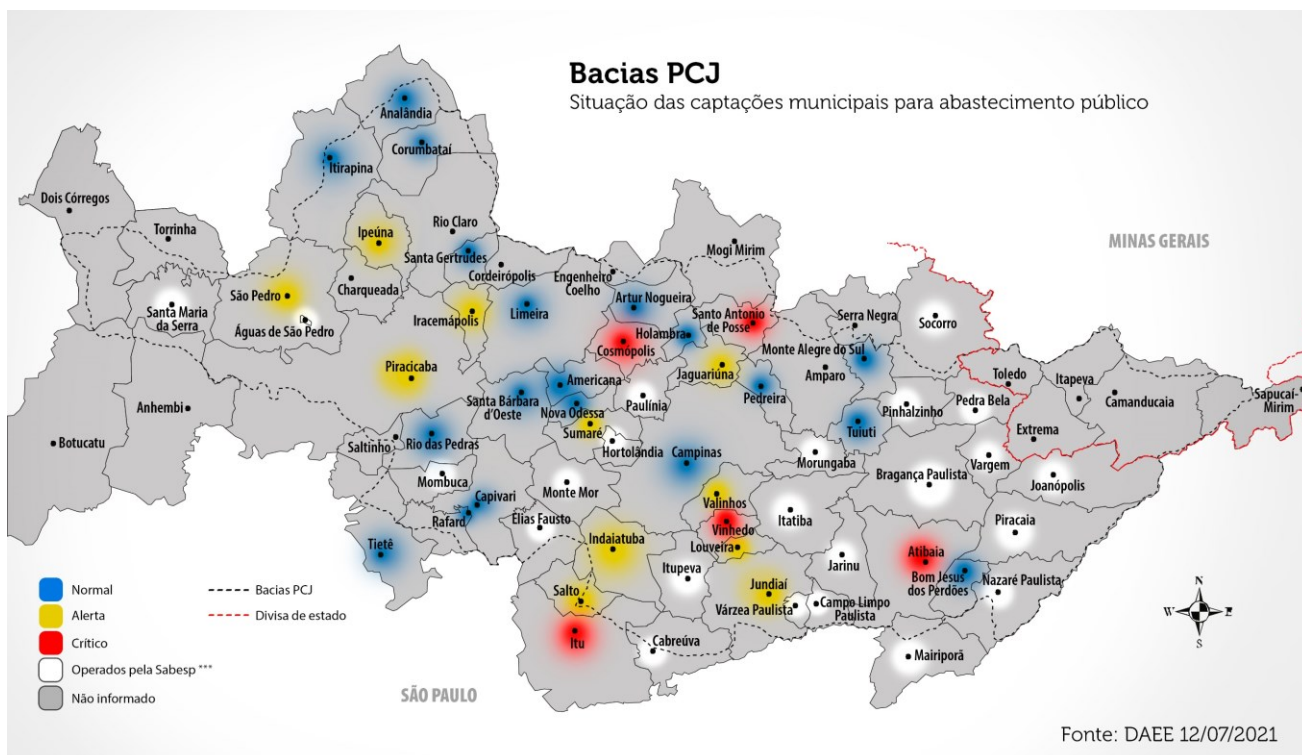 Bacias PCJ
Situação das captações municipais para abastecimento público
Analândia
Corumbataí
Itirapina
Dois Córregos
Torrinha
Rio Claro
Ipeúna
Santa Gertrudes
Cordeirópolis
Engenheiro
Coelho
Mogi Mirim
MINAS GERAIS
Charqueada
São Pedro
Santa Maria
da Serra
Águas de São Pedro
Iracemápolis
Limeira
Artur Nogueira
Holambra
Santo Antonio
de Posse
Cosmópolis
Serra Negra
Socorro
Monte Alegre do Sul
Jaguariúna
Amparo
Piracicaba
Americana
Santa Bárbara
d'Oeste
Nova Odessa
Sumaré
Paulínia
Pedreira
Pinhalzinho
Pedra Bela
Toledo
Itapeva
Camanducaia
Sapucaí-
Mirim
Anhembi
Botucatu
Saltinho
Rio das Pedras
Hortolândia
Tuiuti
Extrema
Campinas
Morungaba
Vargem
Mombuca
Monte Mor
Bragança Paulista
Joanópolis
Capivari
Rafard
Elias Fausto
Valinhos
Vinhedo
Itatiba
Piracaia
Tietê
Indaiatuba
Louveira
Itupeva
Jarinu
Atibaia
Bom Jesus
dos Perdões
Nazaré Paulista
Jundiaí
Salto
Várzea Paulista
Campo Limpo
Paulista
Itu
Cabreúva
Mairiporã
SÃO PAULO
Normal
Alerta
Crítico
Operados pela Sabesp ***
Não informado
Bacias PCJ
Divisa de estado
N
W
E
S
Fonte: DAEE 12/07/2021